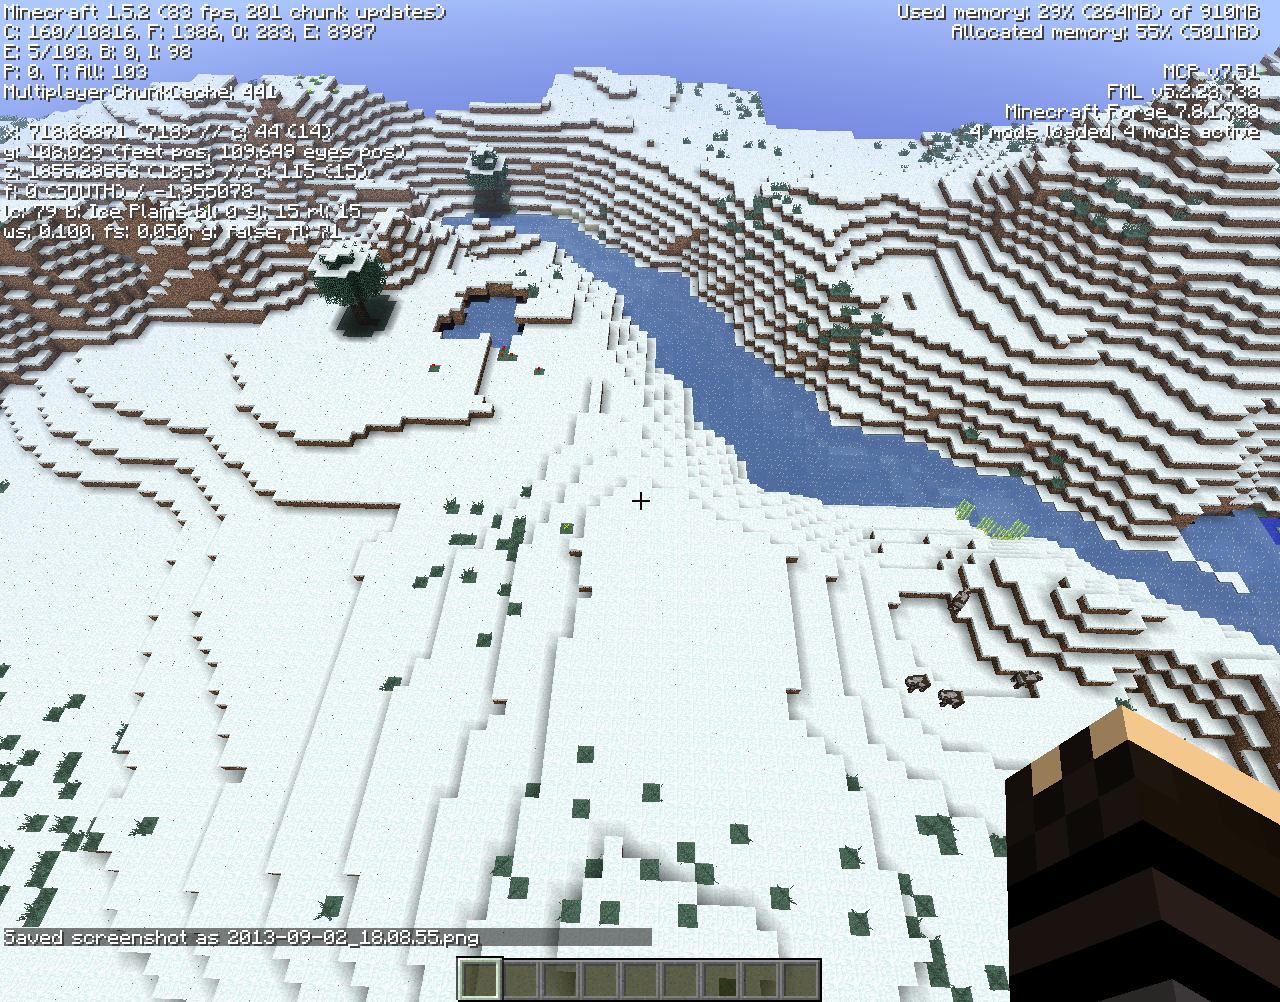 Minecraft 1.5.2 (83 fps, 201 chunk updates)
C: 160/10816. F: 1386, O: 283, E: 8987
E: 5/103. B: 0, I: 98
P: 0. T: All: 103
MultiplayerChunkCache: 441
x: 718.86871 (718) // c: 44 (14)
y: 108.029 (feet pos, 109.649 eyes pos)
z: 1855.29553 (1855) // c: 115 (15)
f: 0 (SOUTH) / -1.955078
lc: 79 b: Ice Plains bl: 0 sl: 15 rl: 15
ws: 0.100, fs: 0.050, g: false, fl: 71
Used memory: 29% (264MB) of 910MB
Allocated memory: 55% (501MB)
MCP v7.51
FML v5.2.23.738
Minecraft Forge 7.8.1.738
4 mods loaded, 4 mods active
Saved screenshot as 2013-09-02_18.08.55.png